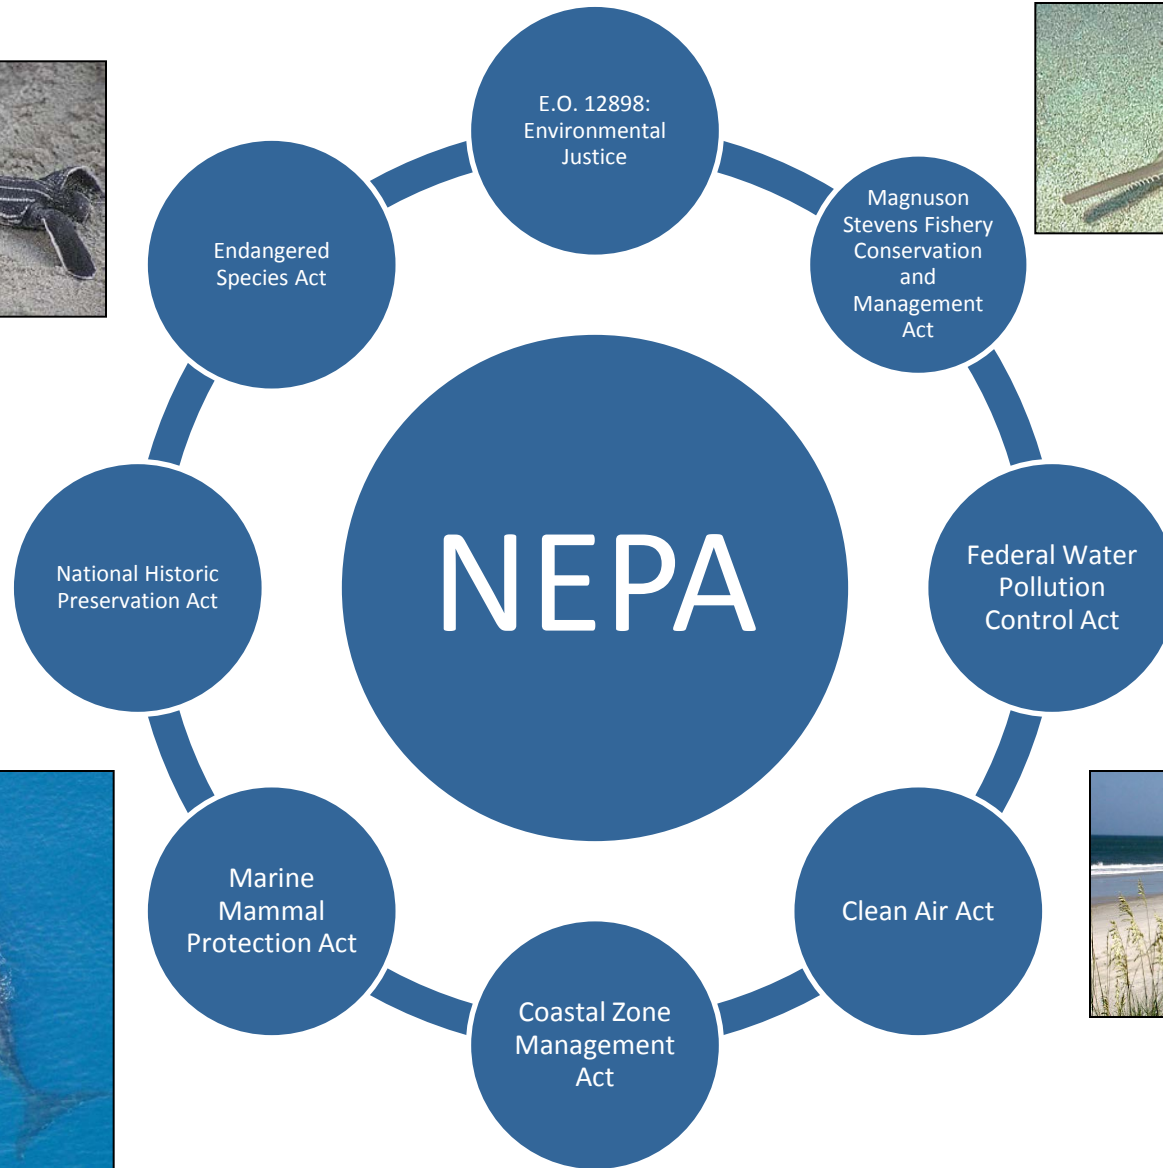 E.O. 12898:
Environmental
Justice
Magnuson
Stevens Fishery
Conservation
and
Management
Act
Endangered
Species Act
NEPA
National Historic
Preservation Act
Federal Water
Pollution
Control Act
Marine
Mammal
Protection Act
Clean Air Act
Coastal Zone
Management
Act